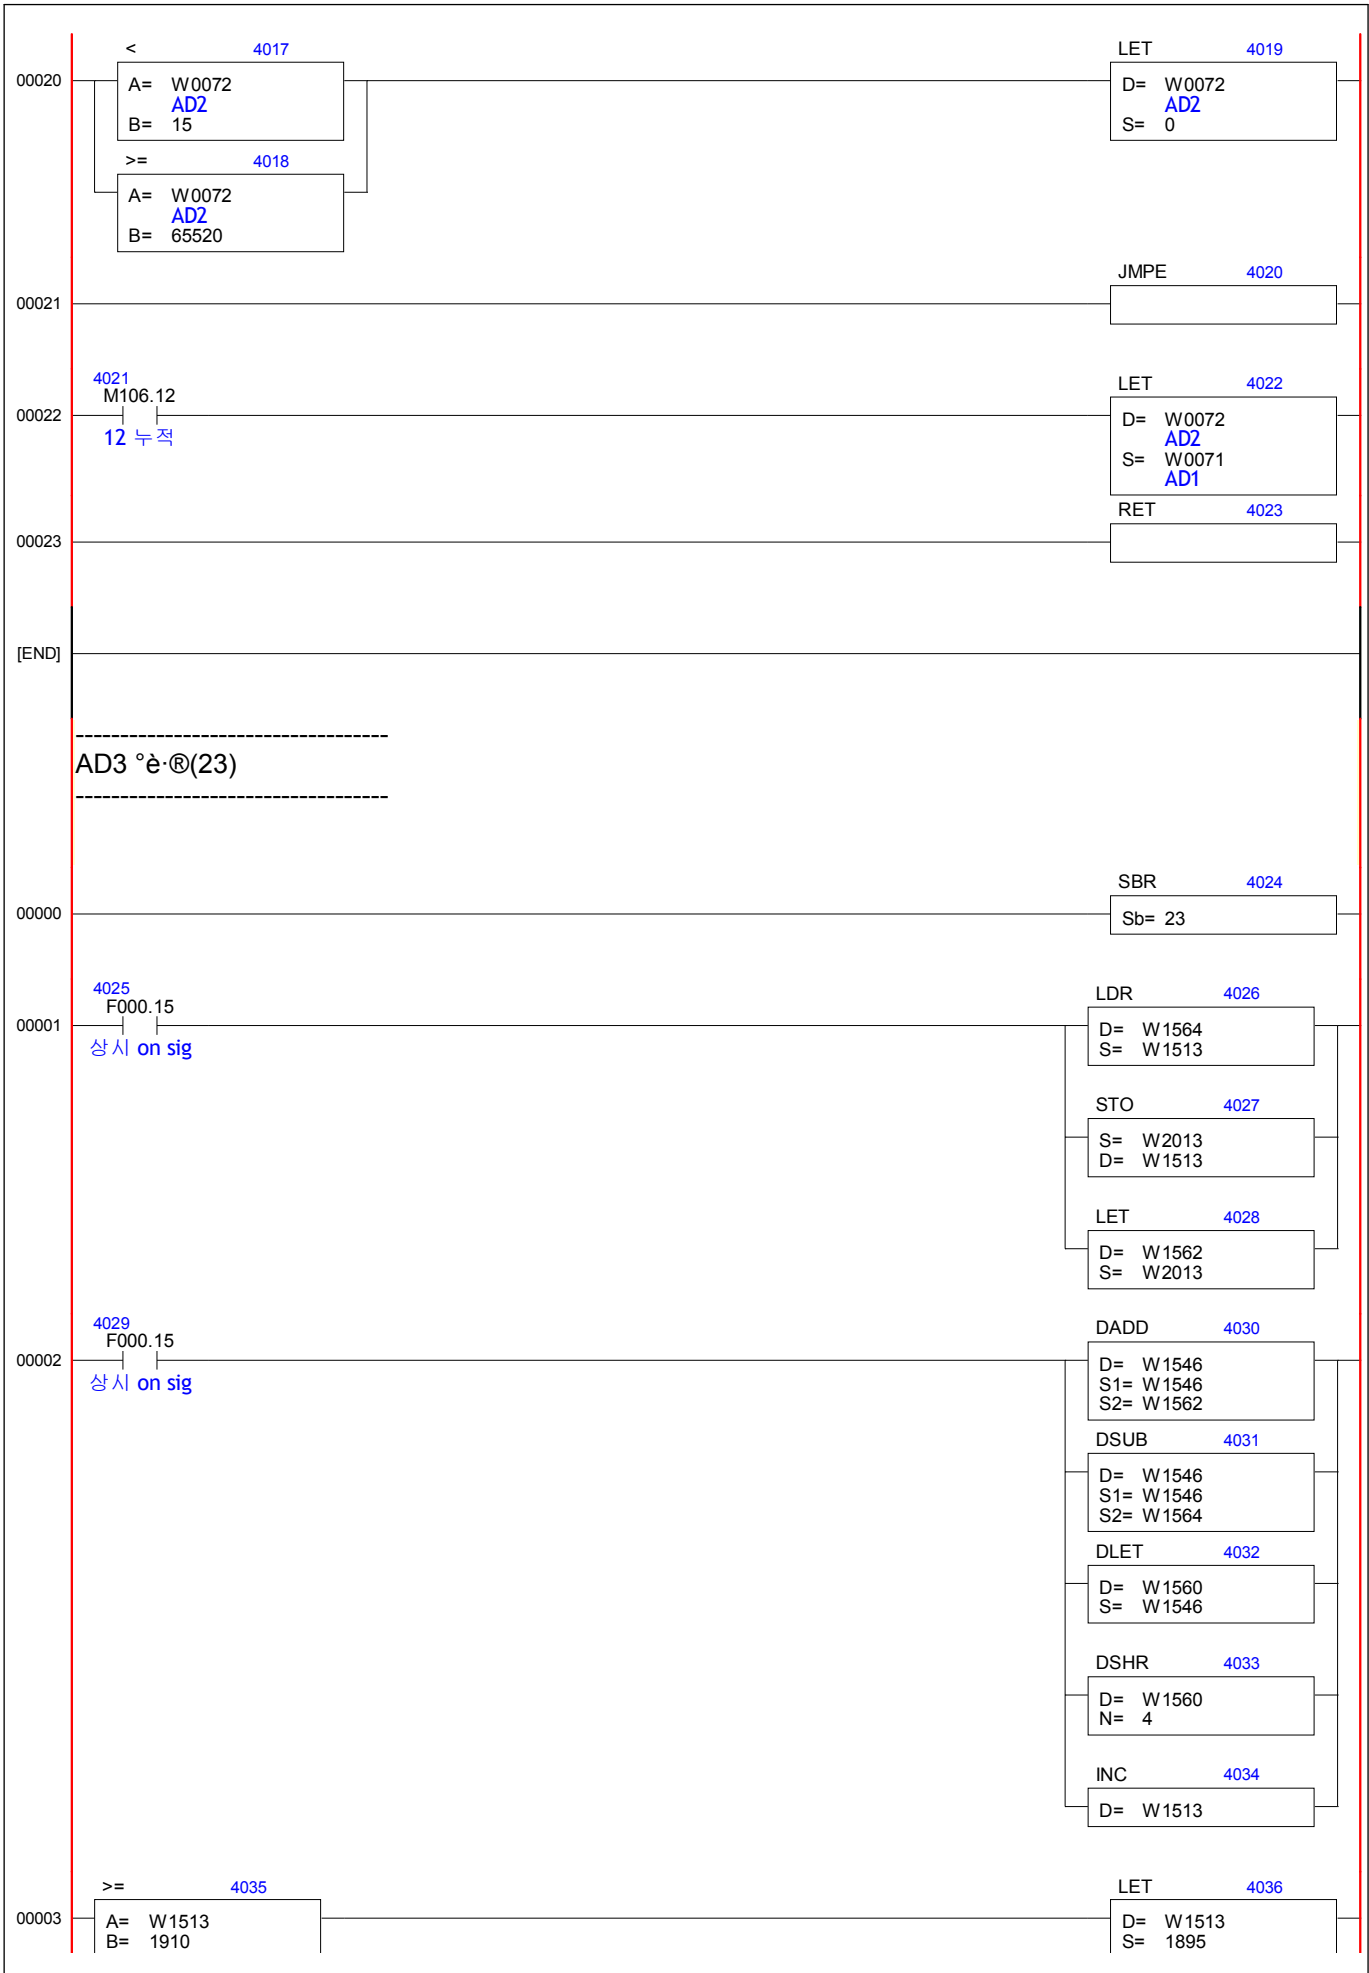 < 4017
A= W0072
AD2
B= 15
LET 4019
D= W0072
AD2
S= 0
00020
>= 4018
A= W0072
AD2
B= 65520
JMPE 4020
00021
4021
M106.12
00022
12 누적
LET 4022
D= W0072
AD2
S= W0071
AD1
RET 4023
00023
[END]
----------------------------------
AD3 °è·®(23)
----------------------------------
SBR 4024
00000
Sb= 23
4025
F000.15
00001
상시 on sig
LDR 4026
D= W1564
S= W1513
STO 4027
S= W2013
D= W1513
LET 4028
D= W1562
S= W2013
4029
F000.15
00002
상시 on sig
DADD 4030
D= W1546
S1= W1546
S2= W1562
DSUB 4031
D= W1546
S1= W1546
S2= W1564
DLET 4032
D= W1560
S= W1546
DSHR 4033
D= W1560
N= 4
INC 4034
D= W1513
>= 4035
00003
A= W1513
B= 1910
LET 4036
D= W1513
S= 1895